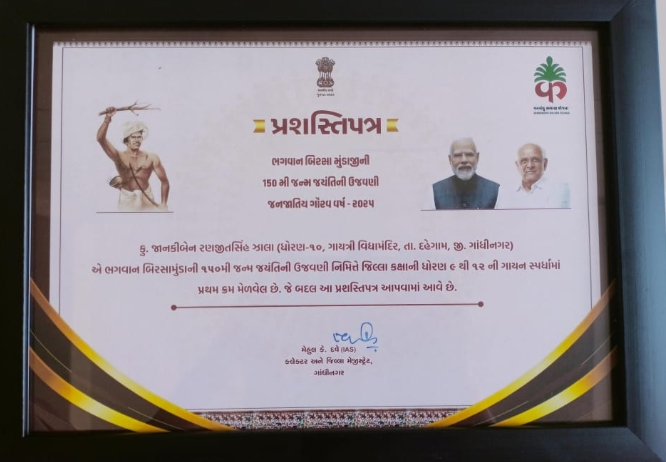 પ્રશસ્તિપત્ર
ભગવાન બિરસા મુંડાજીની
150 મી જન્મ જયંતિની ઉજવણી
જનજાતિય ગૌરવ વર્ષ - ૨૦૨૫
કુ. જાનકીબેન રણજીતસિંહ ઝાલા (ધોરણ-૧૦, ગાયત્રી વિદ્યામંદિર, તા. દહેગામ, જી. ગાંધીનગર)
એ ભગવાન બિરસામુંડાની ૧૫૦મી જન્મ જયંતિની ઉજવણી નિમિત્તે જિલ્લા કક્ષાની ધોરણ ૯ થી ૧૨ ની ગાયન સ્પર્ધામાં
પ્રથમ ક્રમ મેળવેલ છે. જે બદલ આ પ્રશસ્તિપત્ર આપવામાં આવે છે.
મેહુલ કે. દવે (IAS)
કલેક્ટર અને જિલ્લા મેજીસ્ટ્રેટ,
ગાંધીનગર